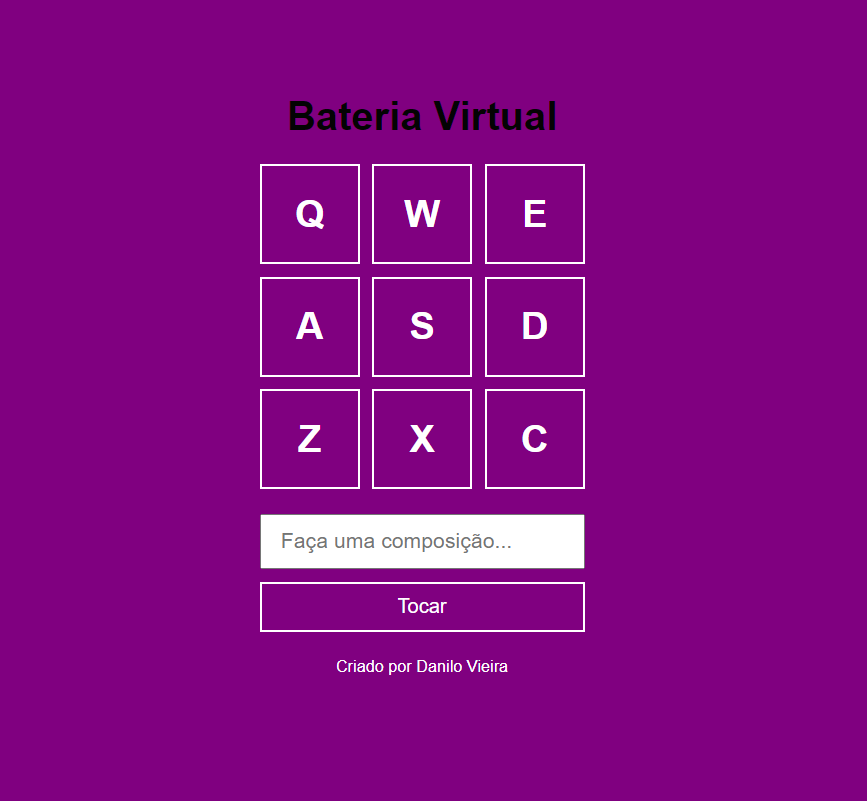 Bateria Virtual
Q W E
A S D
Z X C
Faça uma composição...
Tocar
Criado por Danilo Vieira